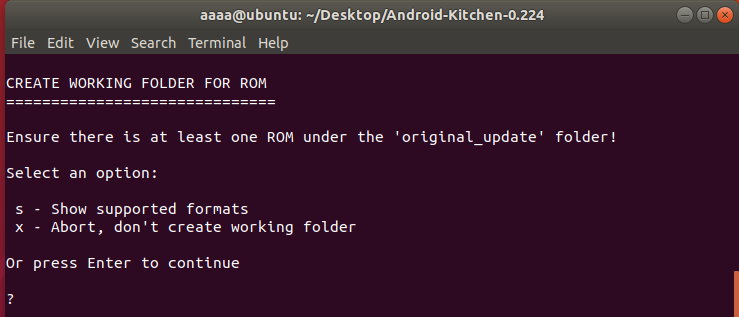 aaaa@ubuntu: ~/Desktop/Android-Kitchen-0.224
File Edit View Search Terminal Help
CREATE WORKING FOLDER FOR ROM
==============================
Ensure there is at least one ROM under the 'original_update' folder!
Select an option:
s - Show supported formats
x - Abort, don't create working folder
Or press Enter to continue
?